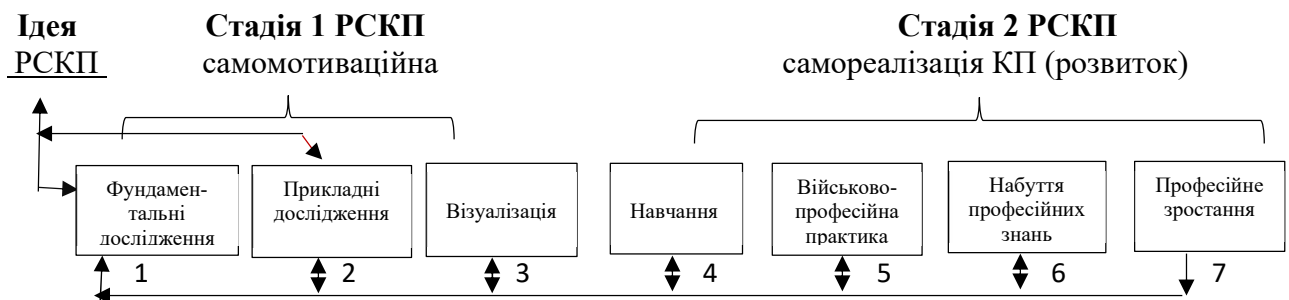 Ідея
РСКП
Стадія 1 РСКП
самомотиваційна
Стадія 2 РСКП
самореалізація КП (розвиток)
Фундамен-
тальні
дослідження
Прикладні
дослідження
Візуалізація
Навчання
Військово-
професійна
практика
Набуття
професійних
знань
Професійне
зростання
1
2
3
4
5
6
7